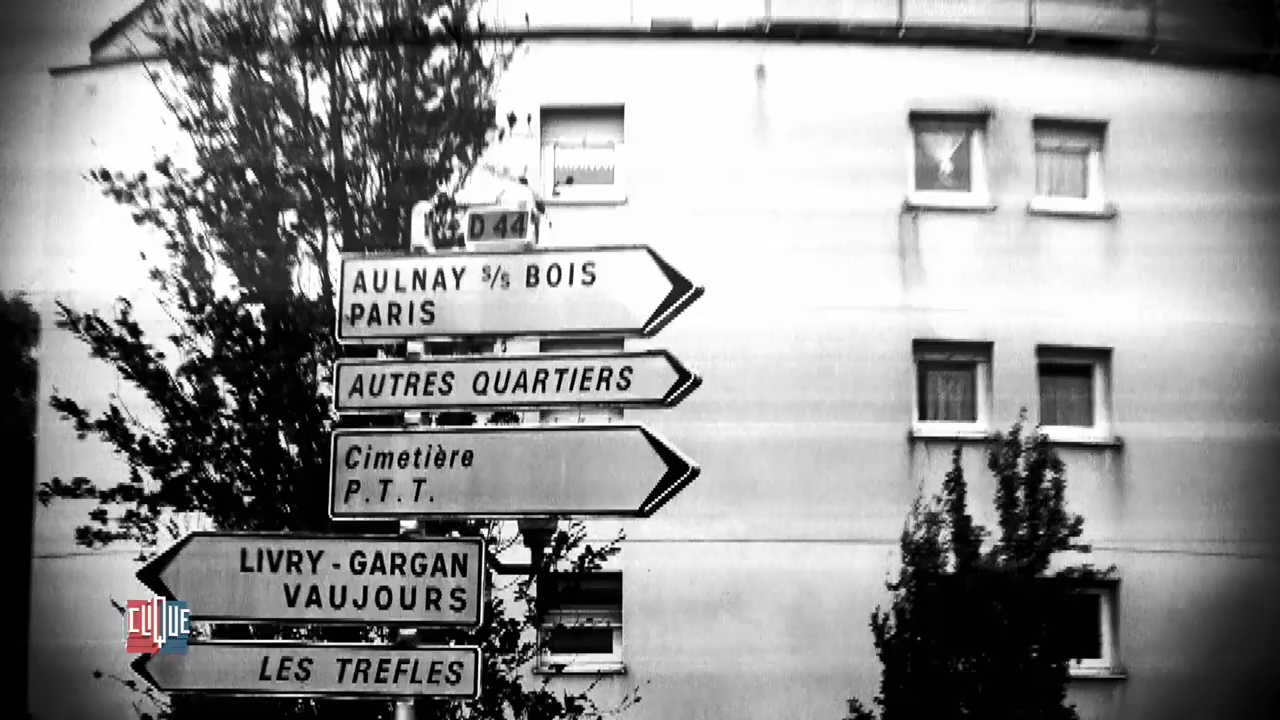 D 44
AULNAY S/S BOIS
PARIS
AUTRES QUARTIERS
Cimetière
P.T.T.
LIVRY-GARGAN
VAUJOURS
CLIQUE
LES TREFLES